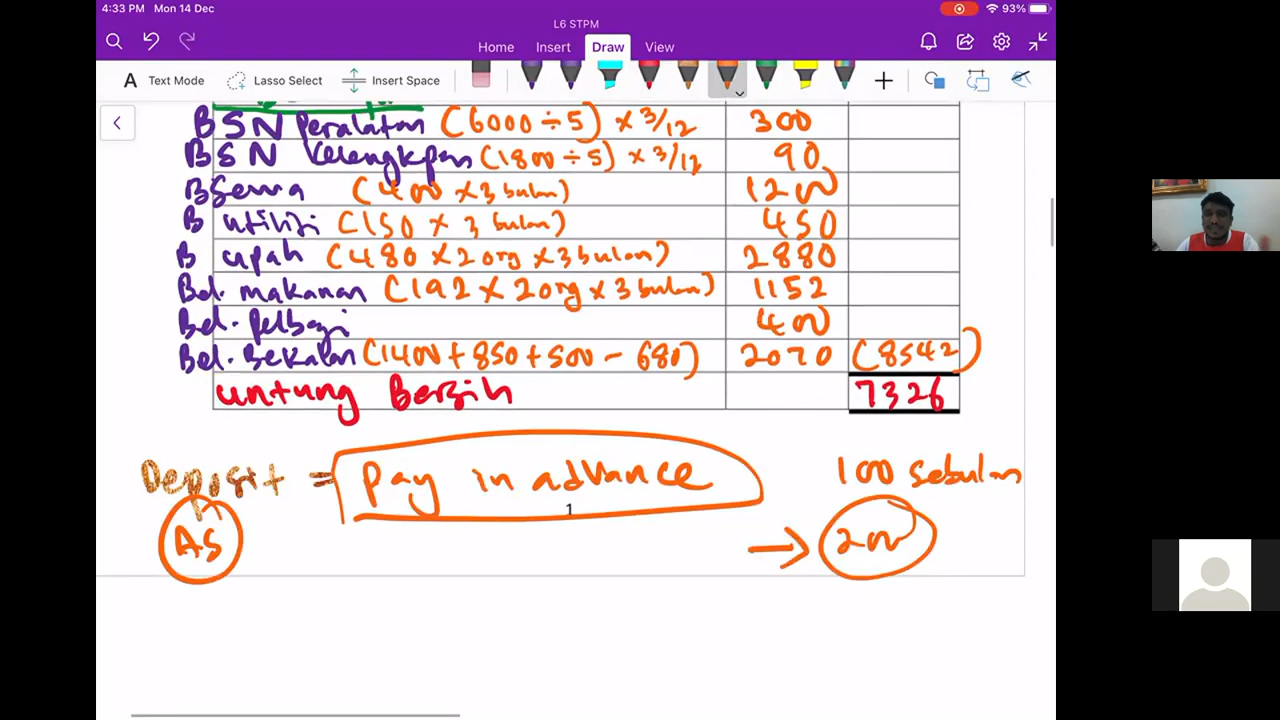 4:33 PM Mon 14 Dec
93%
L6 STPM
Home Insert Draw View
Text Mode Lasso Select Insert Space
BSN Peralatan (6000 ÷ 5) × 3/12 300
BSN Kelengkpan (1800 ÷ 5) × 3/12 90
B Sewa (400 × 3 bulan) 1200
B utiliti (150 × 3 bulan) 450
B upah (480 × 2 org × 3 bulan) 2880
Bel. makanan (192 × 2 org × 3 bulan) 1152
Bel. Pelbagi 400
Bel. Bekalan (1400 + 850 + 500 - 680) 2070 (8542)
untung Bersih 7326
Deposit = Pay in advance 100 sebulan
1
AS → 200